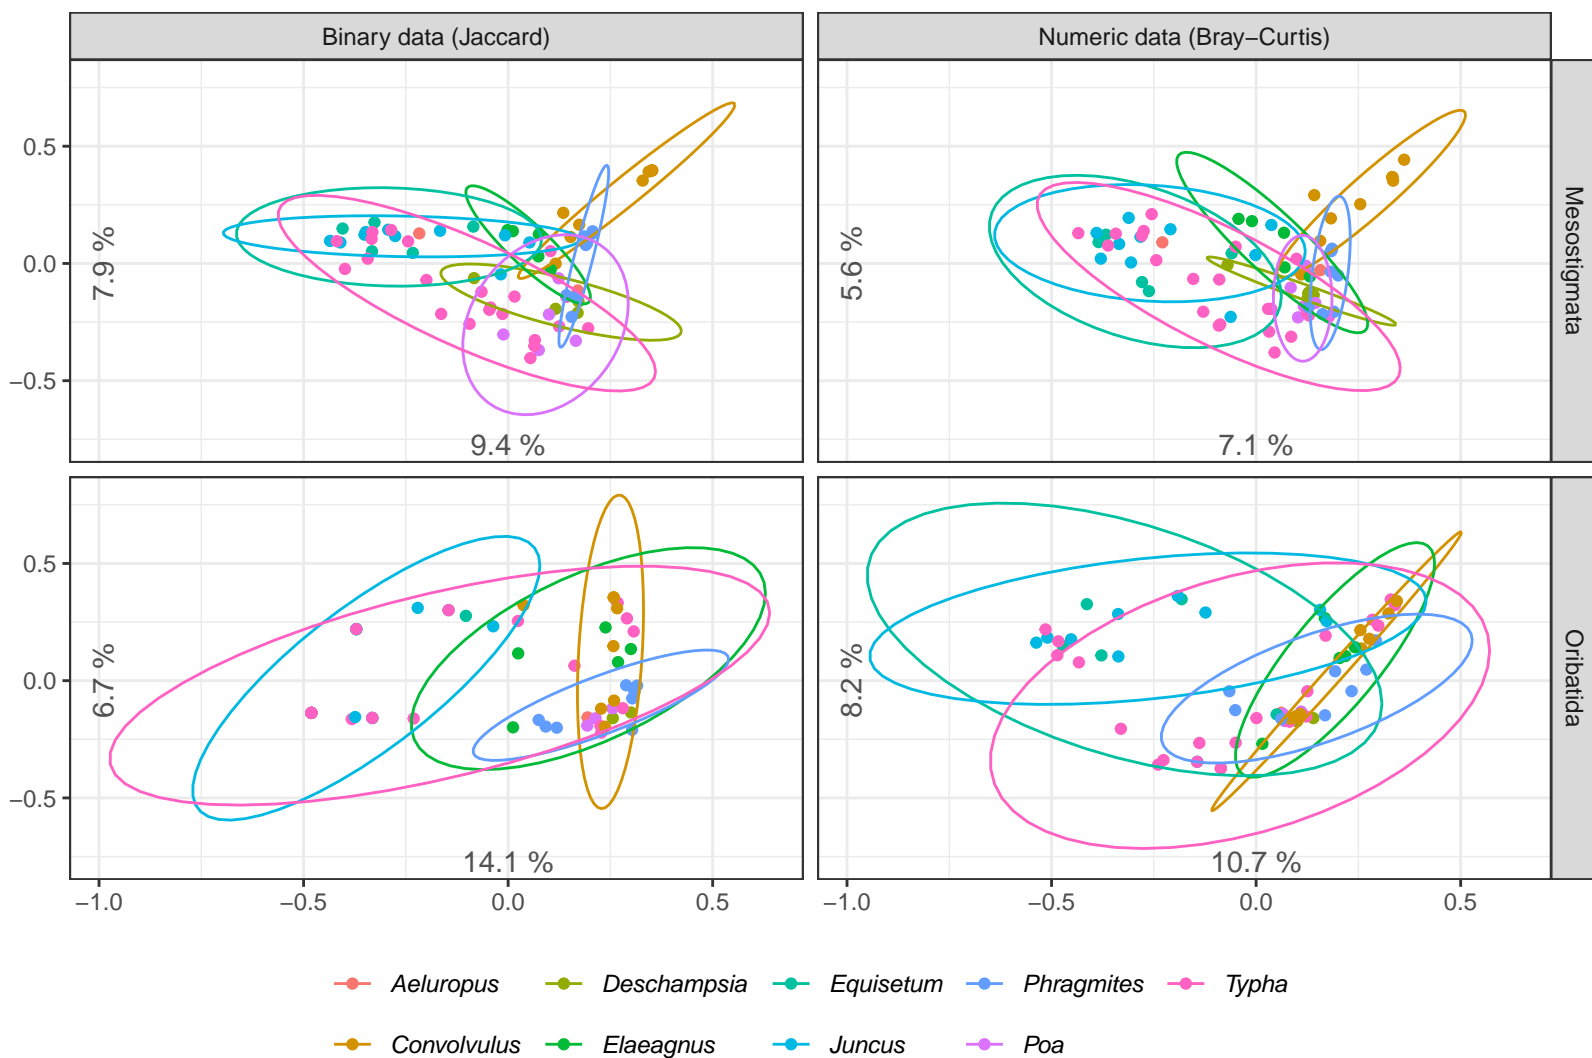 Binary data (Jaccard)
Numeric data (Bray−Curtis)
0.5
0.0
−0.5
7.9 %
9.4 %
5.6 %
7.1 %
Mesostigmata
0.5
0.0
−0.5
6.7 %
14.1 %
8.2 %
10.7 %
Oribatida
−1.0 −0.5 0.0 0.5
−1.0 −0.5 0.0 0.5
Aeluropus Deschampsia Equisetum Phragmites Typha
Convolvulus Elaeagnus Juncus Poa